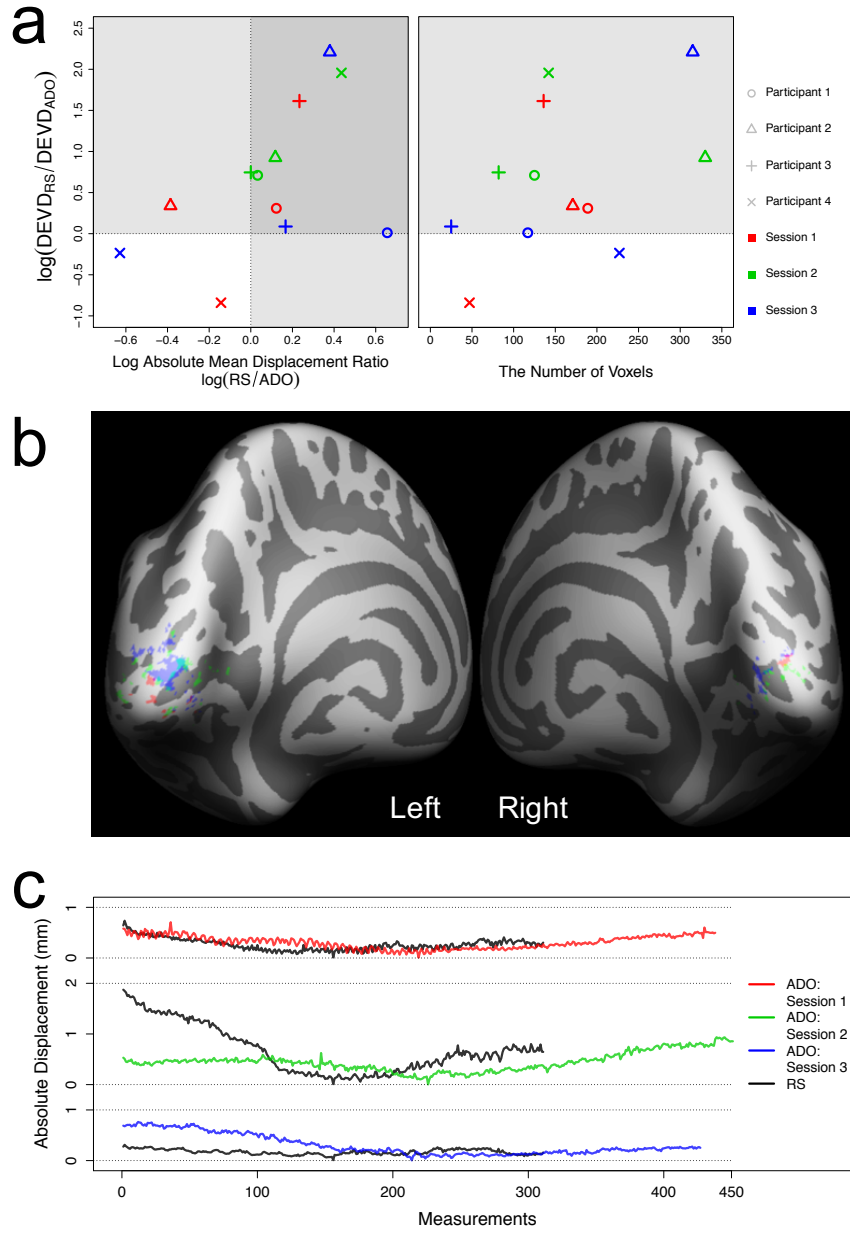 a
log(DEVD_RS/DEVD_ADO)
2.5
2.0
1.5
1.0
0.5
0.0
−0.5
−1.0
−0.6 −0.4 −0.2 0.0 0.2 0.4 0.6
Log Absolute Mean Displacement Ratio
log(RS/ADO)
0 50 100 150 200 250 300 350
The Number of Voxels
Participant 1
Participant 2
Participant 3
Participant 4
Session 1
Session 2
Session 3
b
Left Right
c
Absolute Displacement (mm)
1
0
2
1
0
1
0
0 100 200 300 400 450
Measurements
ADO:
Session 1
ADO:
Session 2
ADO:
Session 3
RS